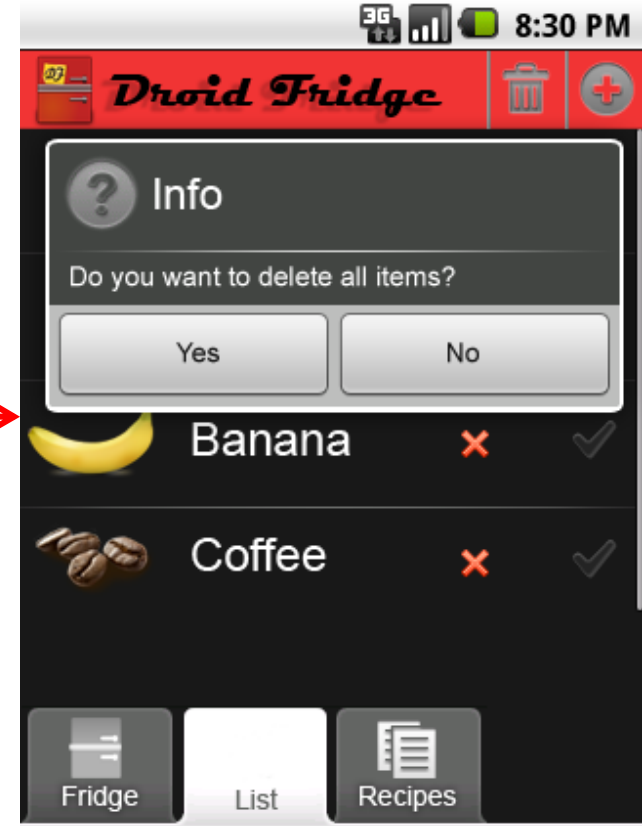 3G 8:30 PM
DF Droid Fridge
Info
Do you want to delete all items?
Yes No
Banana
Coffee
Fridge List Recipes